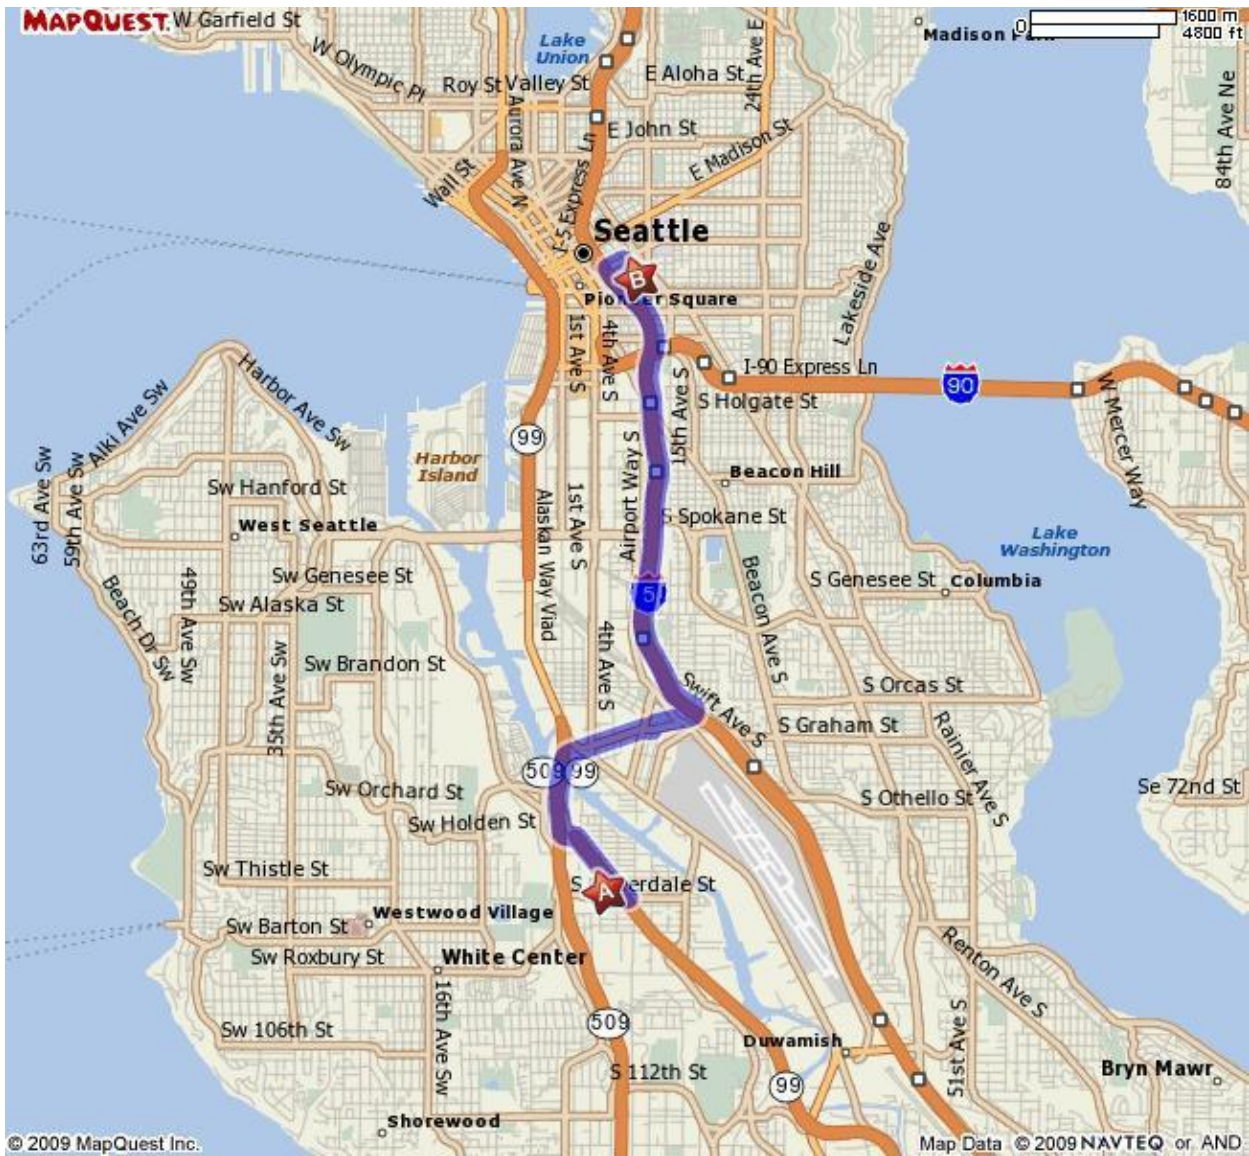 MAPQUEST.
W Garfield St
0
1600 m
4800 ft
Lake
Union
W Olympic Pl
Roy St
Valley St
E Aloha St
24th Ave E
84th Ave Ne
Aurora Ave N
E John St
Wall St
I-5 Express Ln
E Madison St
Seattle
B
Lakeside Ave
1st Ave S
4th Ave S
I-90 Express Ln
90
S Holgate St
15th Ave S
W Mercer Way
Harbor Ave Sw
Alki Ave Sw
99
Harbor
Island
Airport Way S
Beacon Hill
63rd Ave Sw
59th Ave Sw
Sw Hanford St
West Seattle
Alaskan Way Viad
1st Ave S
S Spokane St
Lake
Washington
Sw Genesee St
49th Ave Sw
Sw Alaska St
5
Beacon Ave S
S Genesee St
Columbia
Beach Dr Sw
35th Ave Sw
Sw Brandon St
4th Ave S
Swift Ave S
S Orcas St
S Graham St
Rainier Ave S
509
99
Sw Orchard St
S Othello St
Se 72nd St
Sw Holden St
Sw Thistle St
A
Sw Barton St
Westwood Village
Sw Roxbury St
White Center
16th Ave Sw
Renton Ave S
Sw 106th St
509
Duwamish
51st Ave S
S 112th St
99
Bryn Mawr
Shorewood
© 2009 MapQuest Inc.
Map Data © 2009 NAVTEQ or AND